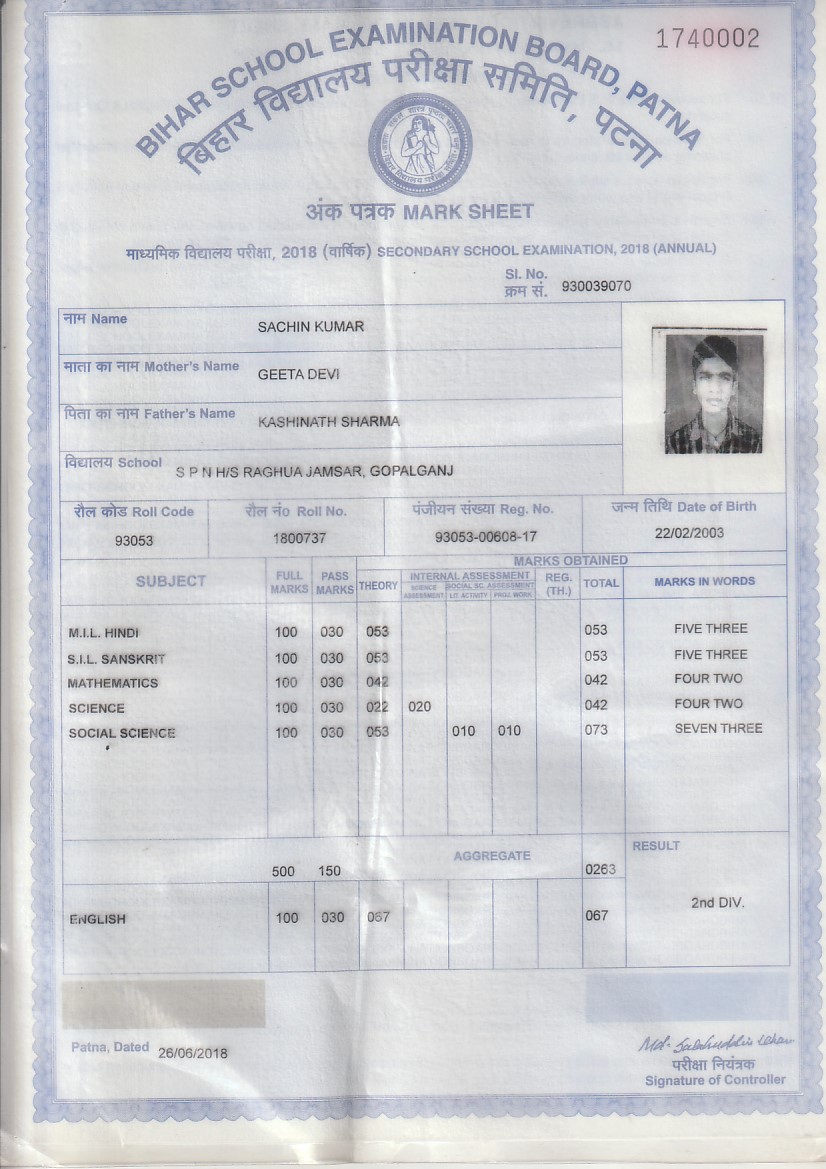 1740002
BIHAR SCHOOL EXAMINATION BOARD, PATNA
बिहार विद्यालय परीक्षा समिति, पटना
अंक पत्रक MARK SHEET
माध्यमिक विद्यालय परीक्षा, 2018 (वार्षिक) SECONDARY SCHOOL EXAMINATION, 2018 (ANNUAL)
Sl. No.
क्रम सं. 930039070
नाम Name SACHIN KUMAR
माता का नाम Mother's Name GEETA DEVI
पिता का नाम Father's Name KASHINATH SHARMA
विद्यालय School S P N H/S RAGHUA JAMSAR, GOPALGANJ
रौल कोड Roll Code रौल नं० Roll No. पंजीयन संख्या Reg. No. जन्म तिथि Date of Birth
93053 1800737 93053-00608-17 22/02/2003
MARKS OBTAINED
SUBJECT FULL MARKS PASS MARKS THEORY INTERNAL ASSESSMENT REG. (TH.) TOTAL MARKS IN WORDS
SCIENCE ASSESSMENT SOCIAL SC. ASSESSMENT
LIT. ACTIVITY PROJ. WORK
M.I.L. HINDI 100 030 053 053 FIVE THREE
S.I.L. SANSKRIT 100 030 053 053 FIVE THREE
MATHEMATICS 100 030 042 042 FOUR TWO
SCIENCE 100 030 022 020 042 FOUR TWO
SOCIAL SCIENCE 100 030 053 010 010 073 SEVEN THREE
AGGREGATE RESULT
500 150 0263
2nd DIV.
ENGLISH 100 030 067 067
Patna, Dated 26/06/2018
परीक्षा नियंत्रक
Signature of Controller